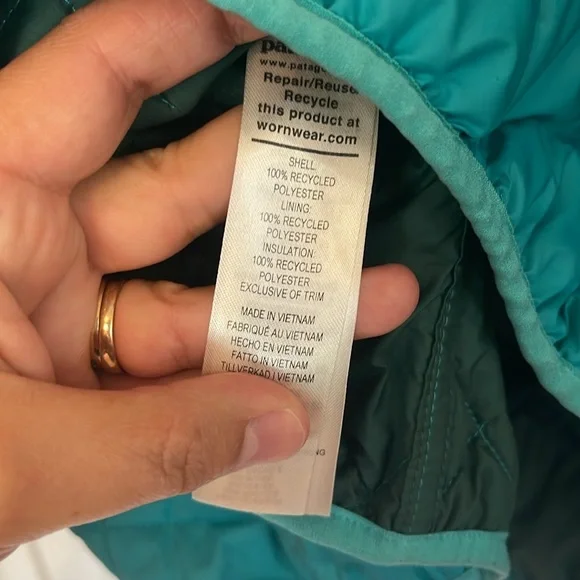 www.patag
Repair/Reuse
Recycle
this product at
wornwear.com
SHELL:
100% RECYCLED
POLYESTER
LINING:
100% RECYCLED
POLYESTER
INSULATION:
100% RECYCLED
POLYESTER
EXCLUSIVE OF TRIM
MADE IN VIETNAM
FABRIQUÉ AU VIETNAM
HECHO EN VIETNAM
FATTO IN VIETNAM
TILLVERKAD I VIETNAM